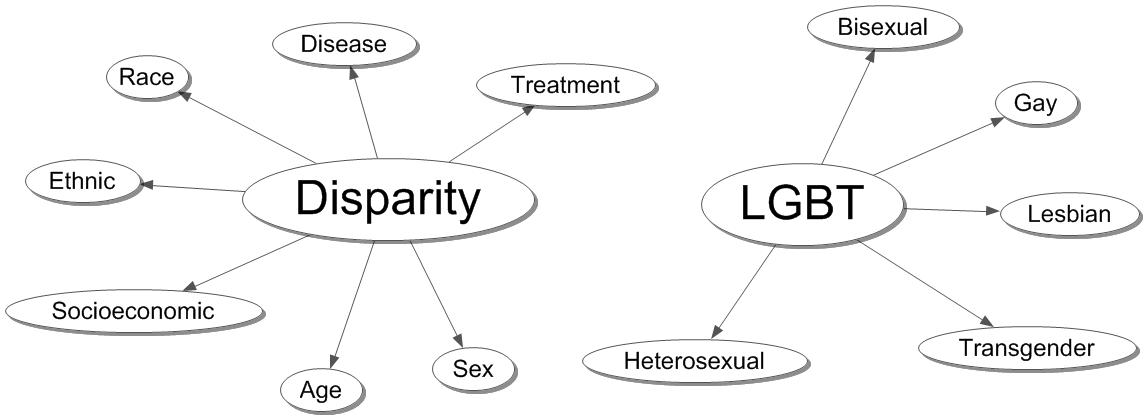 Disease
Race
Treatment
Ethnic
Disparity
Socioeconomic
Age
Sex
Bisexual
Gay
LGBT
Lesbian
Heterosexual
Transgender